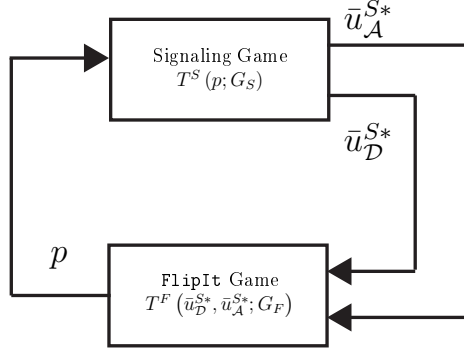 ū_𝒜^{S*}
Signaling Game
T^S (p; G_S)
ū_𝒟^{S*}
p
FlipIt Game
T^F (ū_𝒟^{S*}, ū_𝒜^{S*}; G_F)